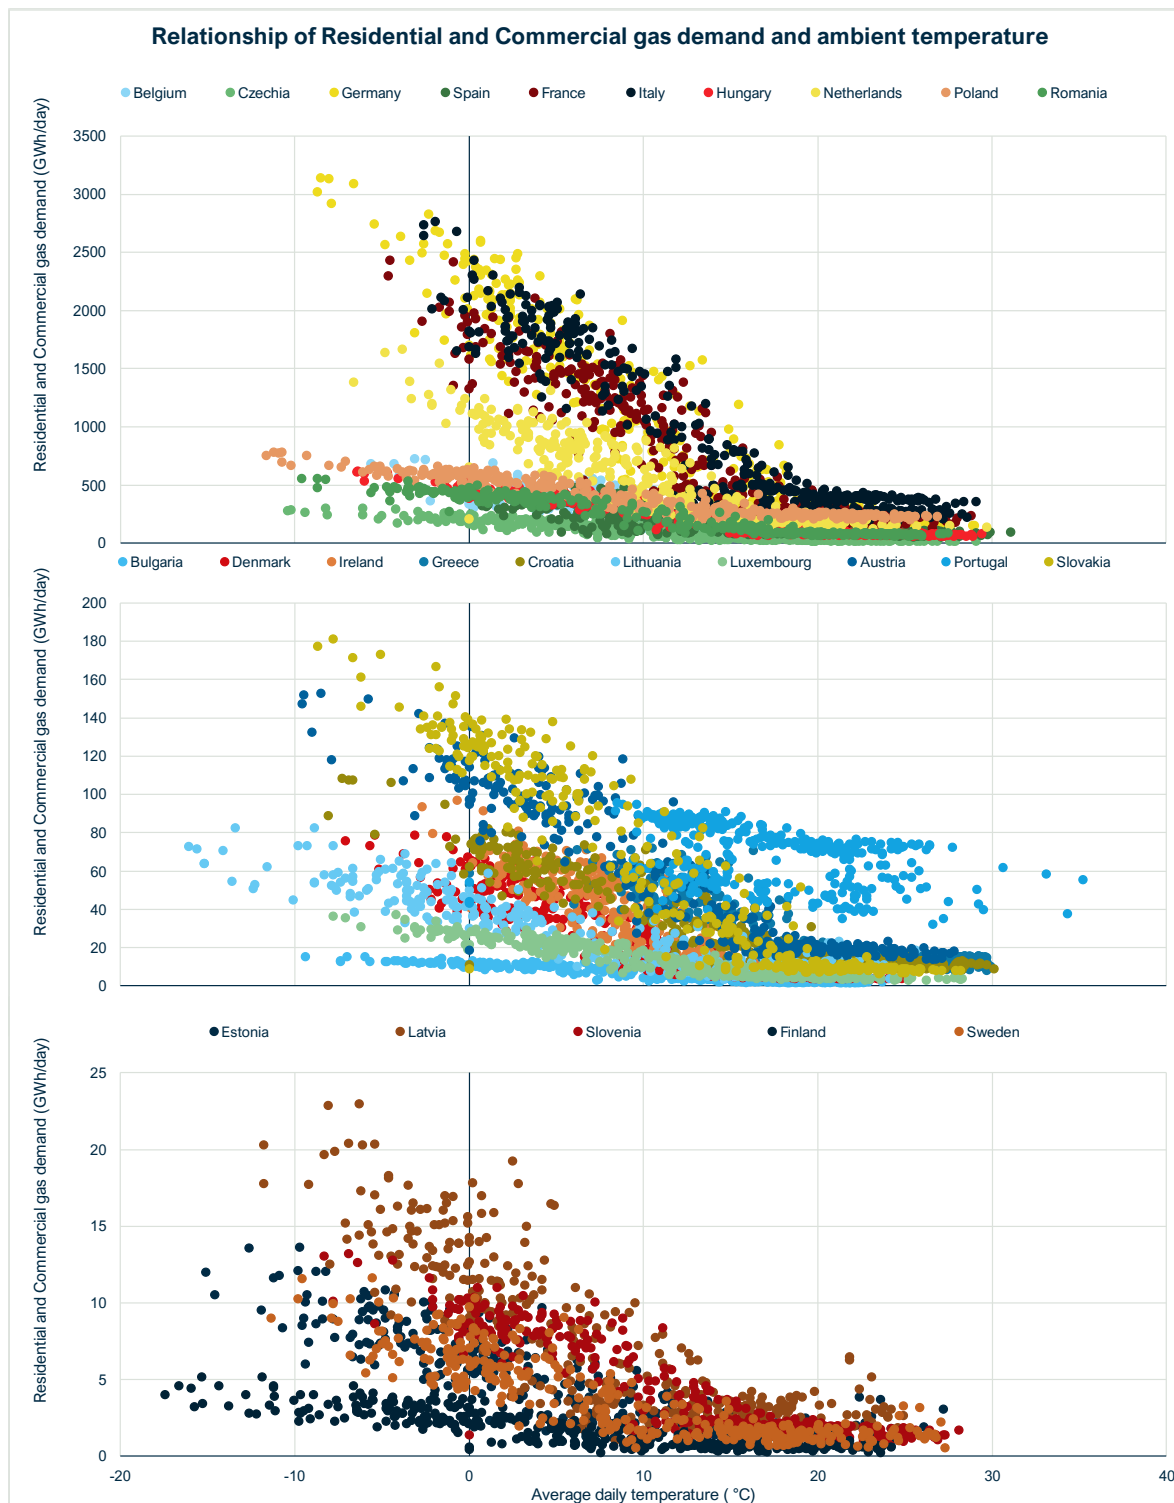 Relationship of Residential and Commercial gas demand and ambient temperature
Belgium Czechia Germany Spain France Italy Hungary Netherlands Poland Romania
Residential and Commercial gas demand (GWh/day)
3500
3000
2500
2000
1500
1000
500
0
Bulgaria Denmark Ireland Greece Croatia Lithuania Luxembourg Austria Portugal Slovakia
Residential and Commercial gas demand (GWh/day)
200
180
160
140
120
100
80
60
40
20
0
Estonia Latvia Slovenia Finland Sweden
Residential and Commercial gas demand (GWh/day)
25
20
15
10
5
0
-20 -10 0 10 20 30 40
Average daily temperature ( °C)